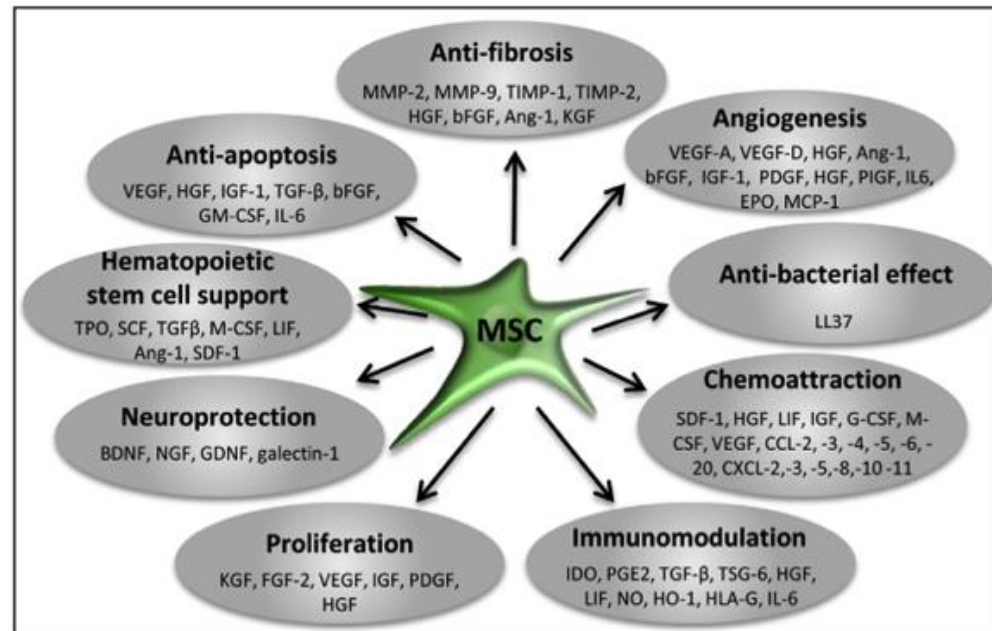 Anti-fibrosis
MMP-2, MMP-9, TIMP-1, TIMP-2,
HGF, bFGF, Ang-1, KGF
Angiogenesis
VEGF-A, VEGF-D, HGF, Ang-1,
bFGF, IGF-1, PDGF, HGF, PIGF, IL6,
EPO, MCP-1
Anti-apoptosis
VEGF, HGF, IGF-1, TGF-β, bFGF,
GM-CSF, IL-6
Anti-bacterial effect
LL37
Hematopoietic
stem cell support
TPO, SCF, TGFβ, M-CSF, LIF,
Ang-1, SDF-1
MSC
Chemoattraction
SDF-1, HGF, LIF, IGF, G-CSF, M-
CSF, VEGF, CCL-2, -3, -4, -5, -6, -
20, CXCL-2,-3, -5,-8,-10 -11
Neuroprotection
BDNF, NGF, GDNF, galectin-1
Proliferation
KGF, FGF-2, VEGF, IGF, PDGF,
HGF
Immunomodulation
IDO, PGE2, TGF-β, TSG-6, HGF,
LIF, NO, HO-1, HLA-G, IL-6